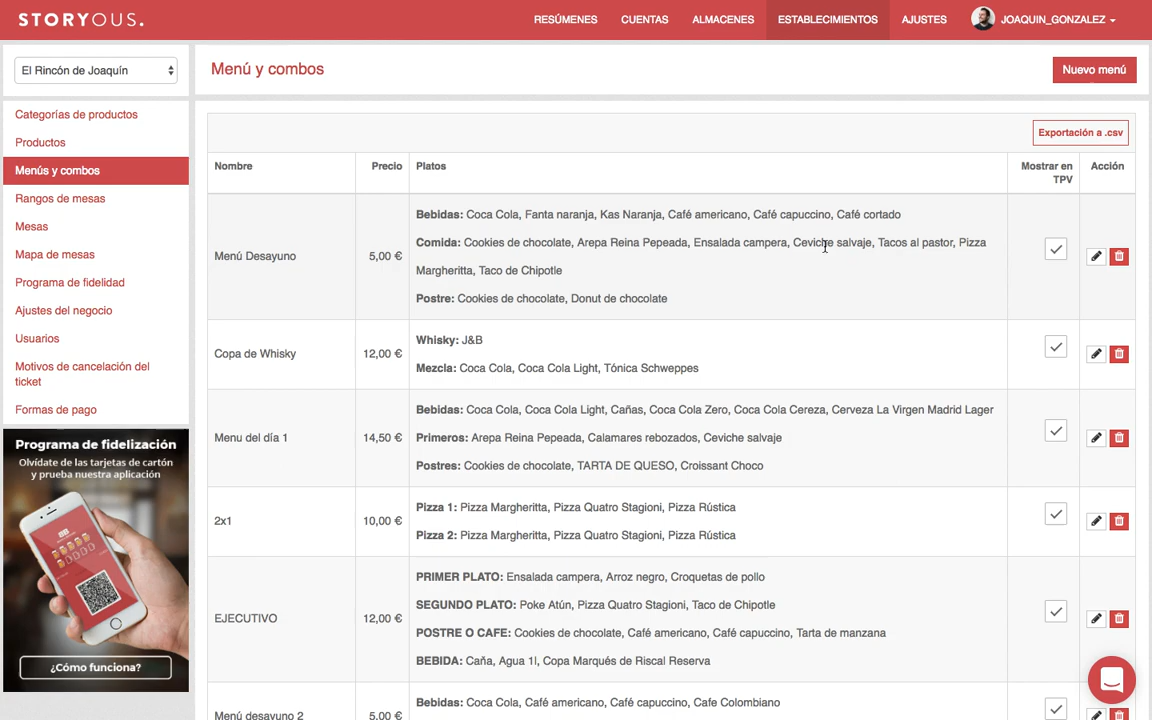 STORYOUS.
RESÚMENES
CUENTAS
ALMACENES
ESTABLECIMIENTOS
AJUSTES
JOAQUIN_GONZALEZ
El Rincón de Joaquín
Categorías de productos
Productos
Menús y combos
Rangos de mesas
Mesas
Mapa de mesas
Programa de fidelidad
Ajustes del negocio
Usuarios
Motivos de cancelación del
ticket
Formas de pago
Programa de fidelización
Olvídate de las tarjetas de cartón
y prueba nuestra aplicación
¿Cómo funciona?
Menú y combos
Nuevo menú
Exportación a .csv
Nombre
Precio
Platos
Mostrar en
TPV
Acción
Menú Desayuno
5,00 €
Bebidas: Coca Cola, Fanta naranja, Kas Naranja, Café americano, Café capuccino, Café cortado
Comida: Cookies de chocolate, Arepa Reina Pepeada, Ensalada campera, Ceviche salvaje, Tacos al pastor, Pizza
Margheritta, Taco de Chipotle
Postre: Cookies de chocolate, Donut de chocolate
Copa de Whisky
12,00 €
Whisky: J&B
Mezcla: Coca Cola, Coca Cola Light, Tónica Schweppes
Menu del día 1
14,50 €
Bebidas: Coca Cola, Coca Cola Light, Cañas, Coca Cola Zero, Coca Cola Cereza, Cerveza La Virgen Madrid Lager
Primeros: Arepa Reina Pepeada, Calamares rebozados, Ceviche salvaje
Postres: Cookies de chocolate, TARTA DE QUESO, Croissant Choco
2x1
10,00 €
Pizza 1: Pizza Margheritta, Pizza Quatro Stagioni, Pizza Rústica
Pizza 2: Pizza Margheritta, Pizza Quatro Stagioni, Pizza Rústica
EJECUTIVO
12,00 €
PRIMER PLATO: Ensalada campera, Arroz negro, Croquetas de pollo
SEGUNDO PLATO: Poke Atún, Pizza Quatro Stagioni, Taco de Chipotle
POSTRE O CAFE: Cookies de chocolate, Café americano, Café capuccino, Tarta de manzana
BEBIDA: Caña, Agua 1l, Copa Marqués de Riscal Reserva
Menú desayuno 2
5,00 €
Bebidas: Coca Cola, Café americano, Café capuccino, Cafe Colombiano